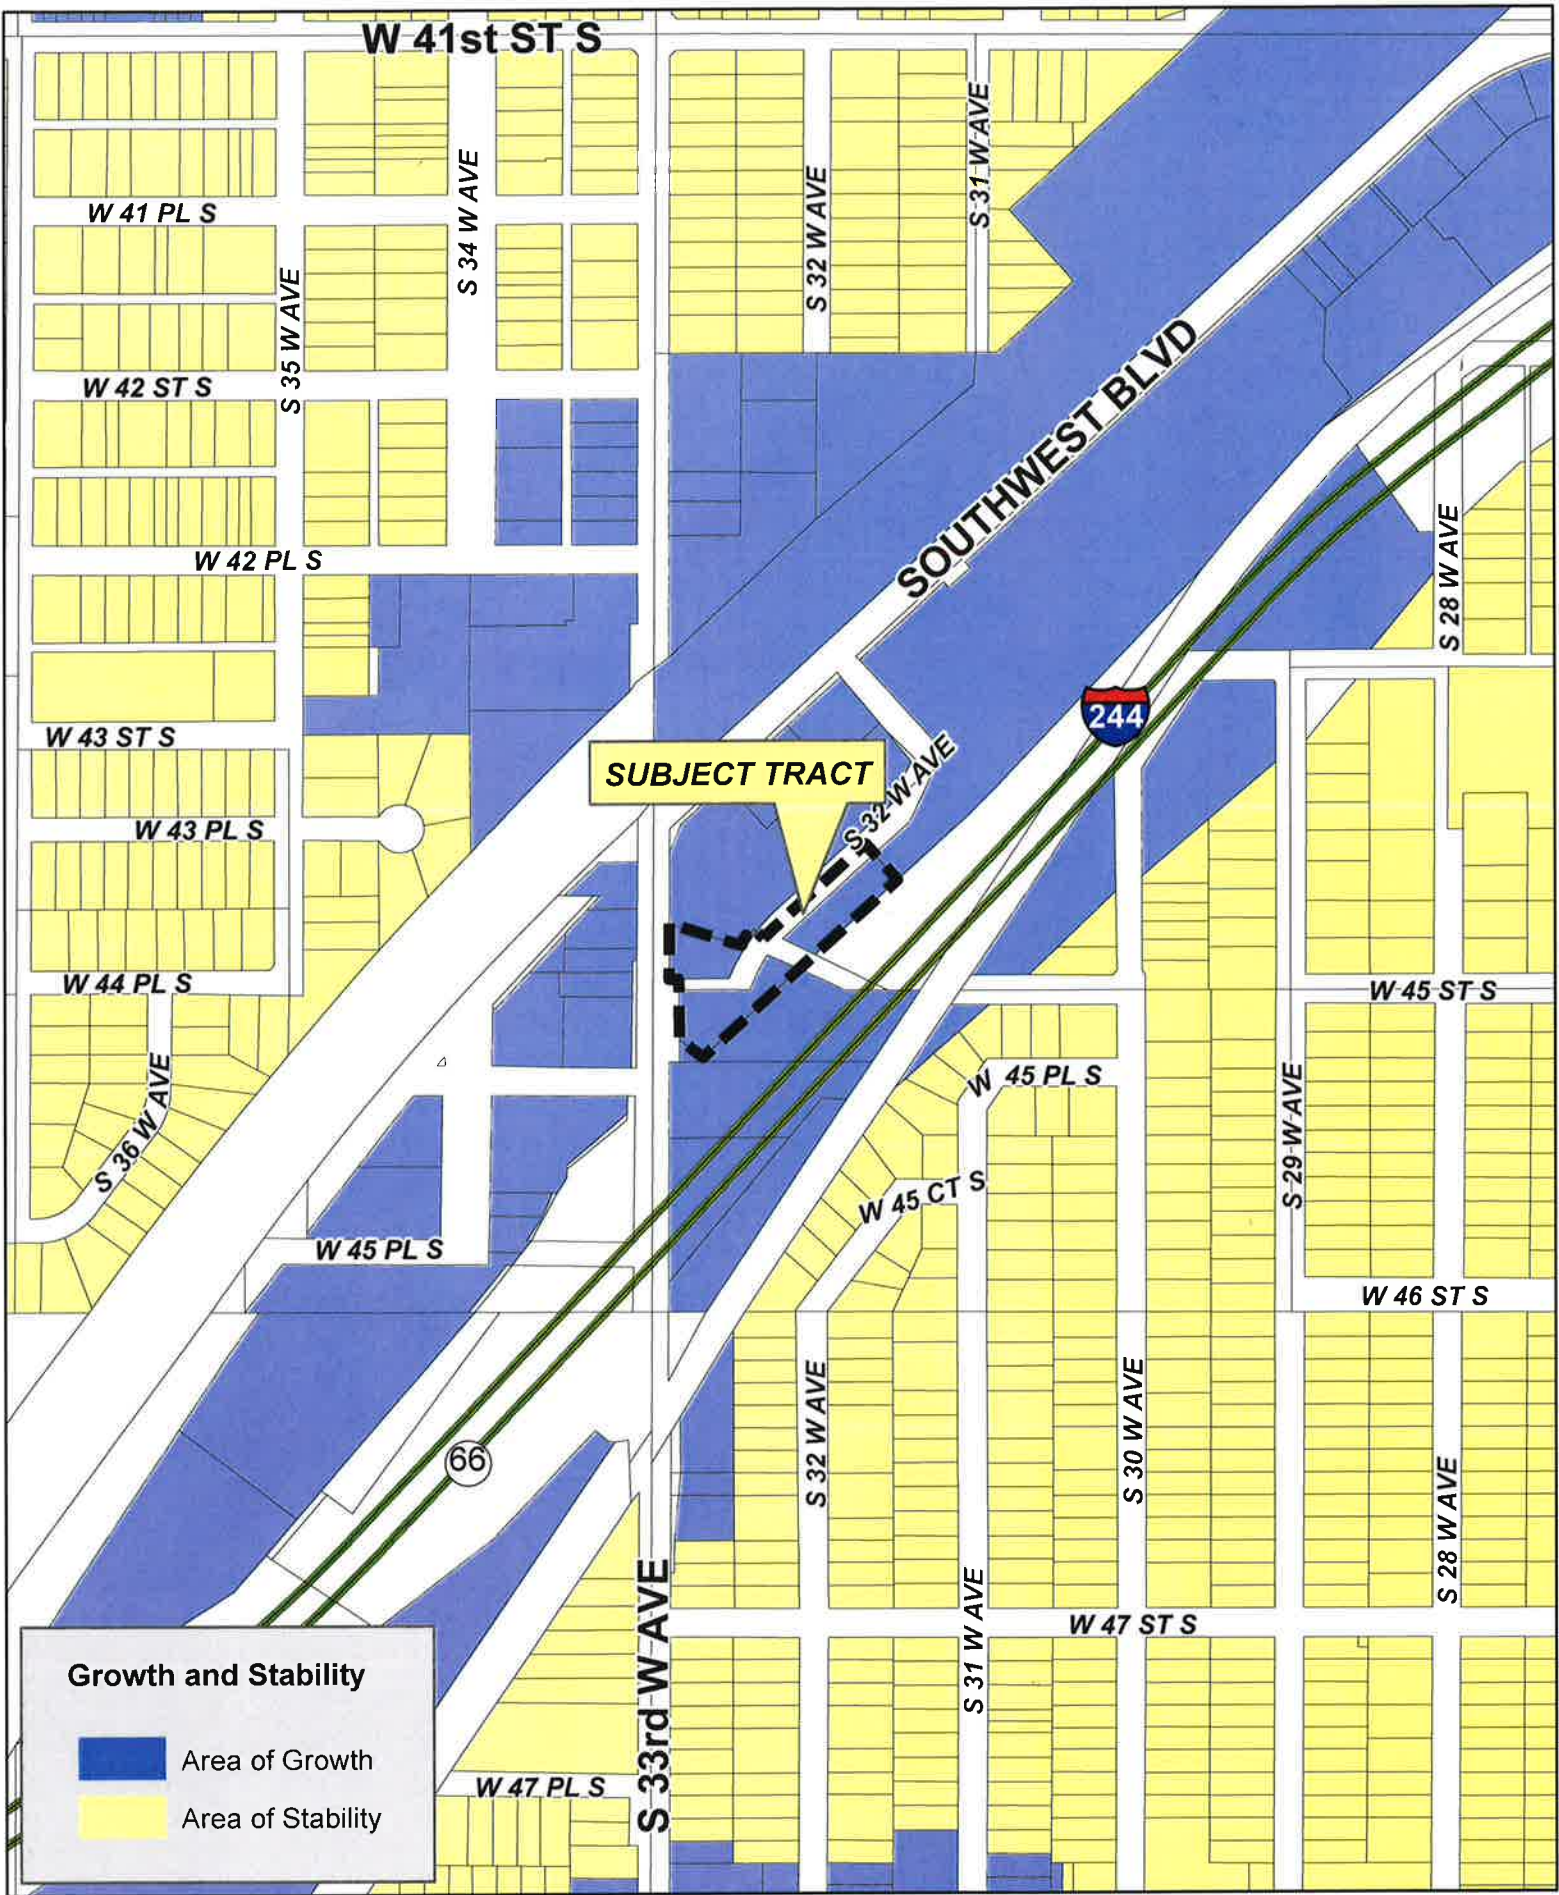 W 41st ST S
S 31 W AVE
S 34 W AVE
S 32 W AVE
W 41 PL S
S 35 W AVE
W 42 ST S
SOUTHWEST BLVD
S 28 W AVE
W 42 PL S
244
W 43 ST S
SUBJECT TRACT
S 32 W AVE
W 43 PL S
W 44 PL S
W 45 ST S
S 36 W AVE
W 45 PL S
S 29 W AVE
W 45 CT S
W 45 PL S
W 46 ST S
S 32 W AVE
S 30 W AVE
66
S 28 W AVE
S 33rd W AVE
S 31 W AVE
W 47 ST S
Growth and Stability
Area of Growth
W 47 PL S
Area of Stability